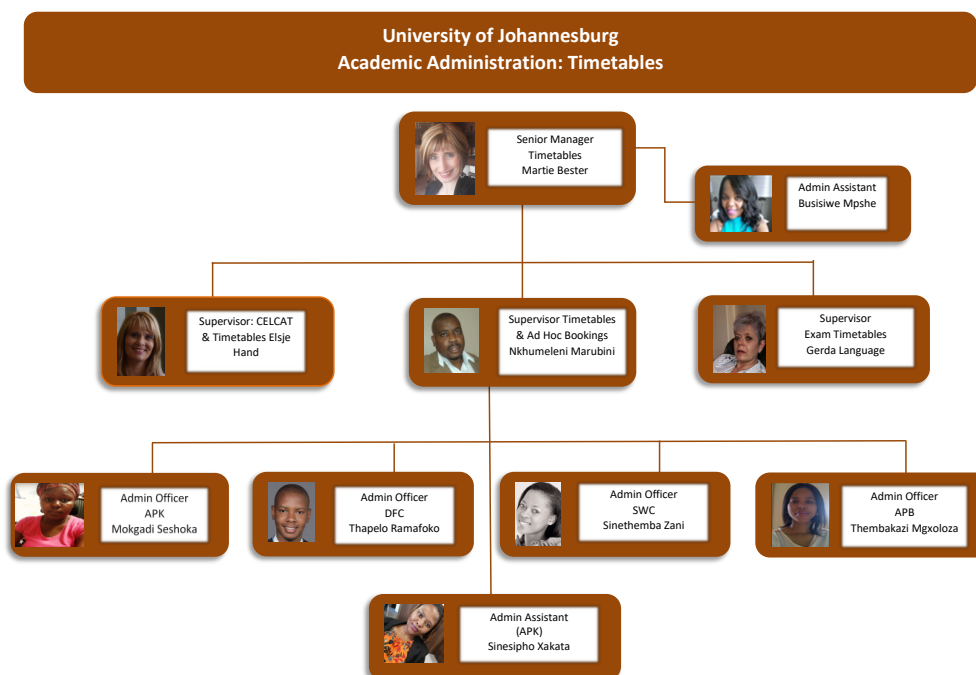 University of Johannesburg
Academic Administration: Timetables
Senior Manager
Timetables
Martie Bester
Admin Assistant
Busisiwe Mpshe
Supervisor: CELCAT
& Timetables Elsje
Hand
Supervisor Timetables
& Ad Hoc Bookings
Nkhumeleni Marubini
Supervisor
Exam Timetables
Gerda Language
Admin Officer
APK
Mokgadi Seshoka
Admin Officer
DFC
Thapelo Ramafoko
Admin Officer
SWC
Sinethemba Zani
Admin Officer
APB
Thembakazi Mgxoloza
Admin Assistant
(APK)
Sinesipho Xakata